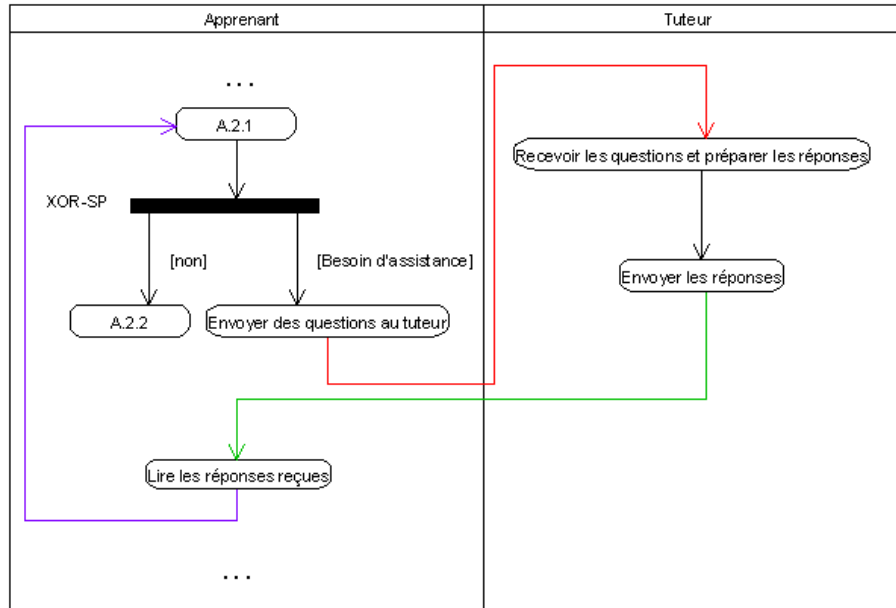 Apprenant
Tuteur
...
A.2.1
Recevoir les questions et préparer les réponses
XOR-SP
[non]
[Besoin d'assistance]
Envoyer les réponses
A.2.2
Envoyer des questions au tuteur
Lire les réponses reçues
...